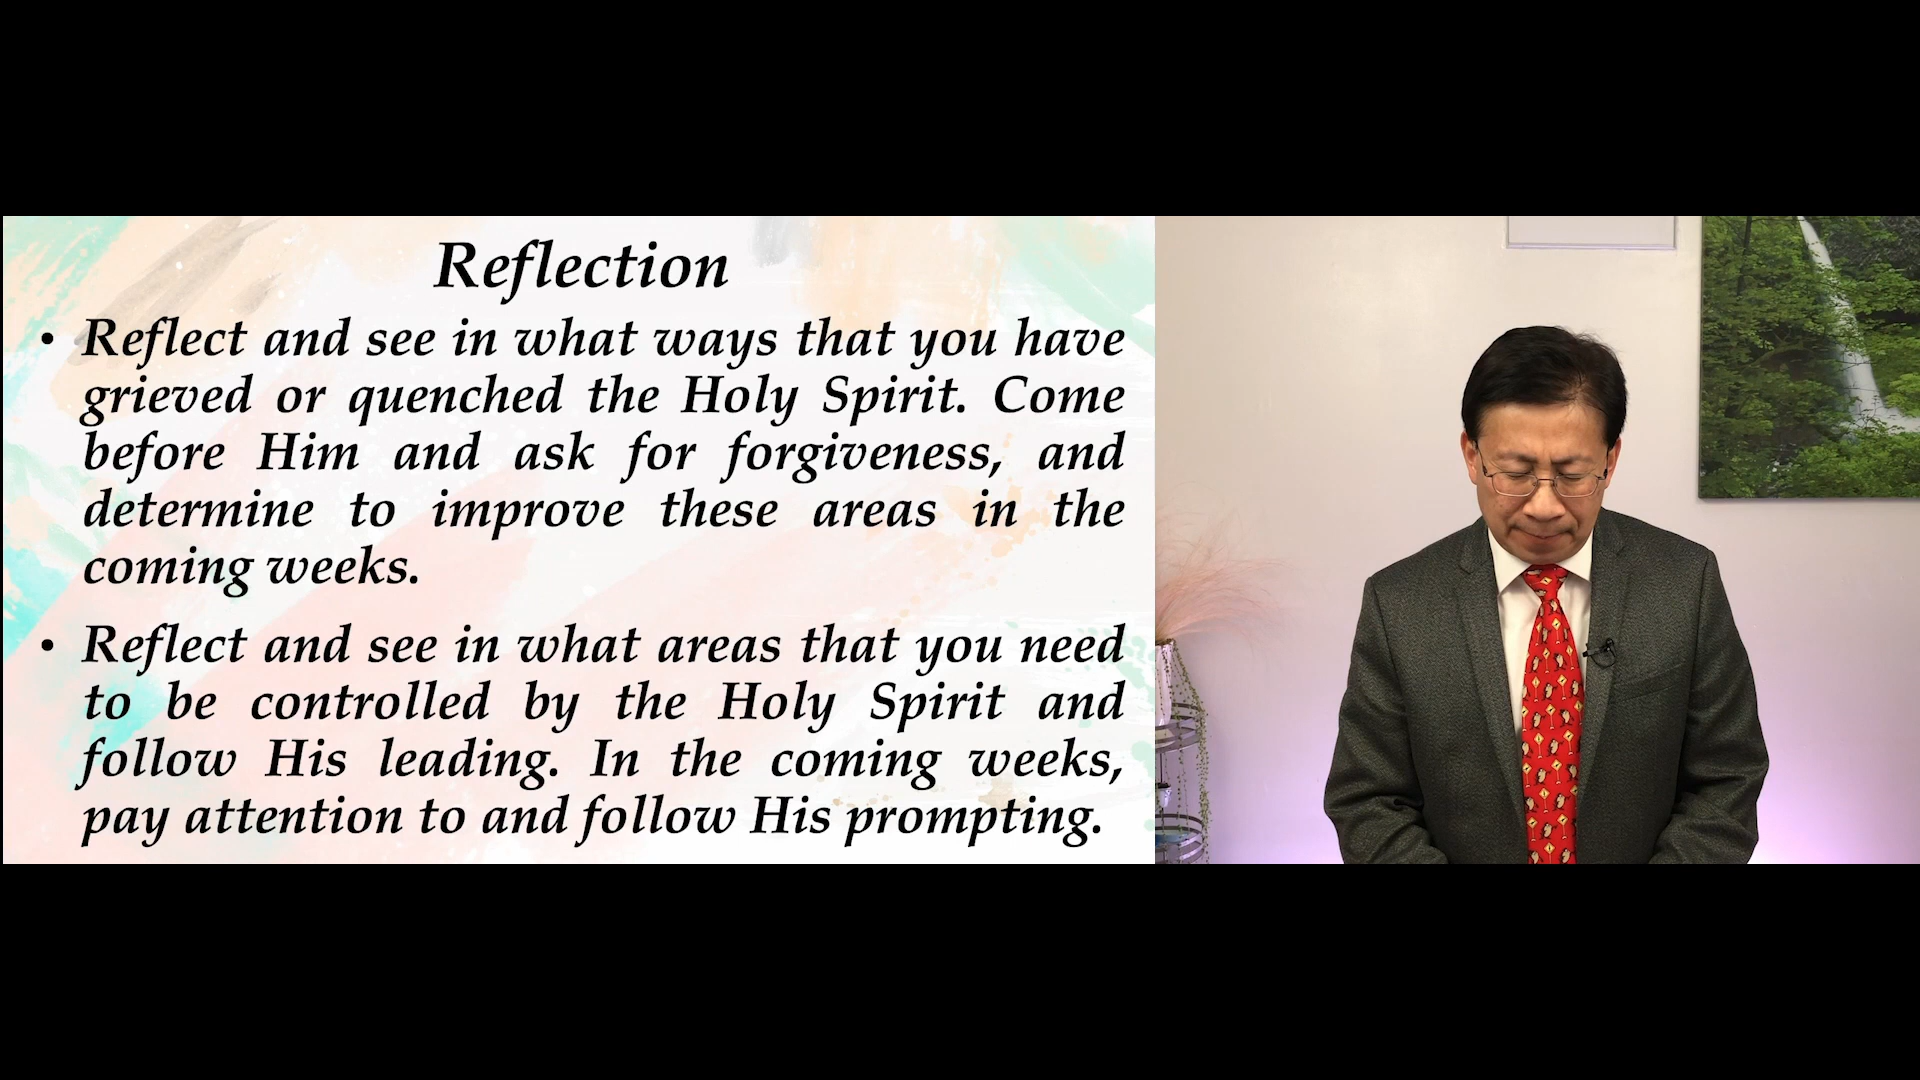 Reflection
• Reflect and see in what ways that you have
grieved or quenched the Holy Spirit. Come
before Him and ask for forgiveness, and
determine to improve these areas in the
coming weeks.
• Reflect and see in what areas that you need
to be controlled by the Holy Spirit and
follow His leading. In the coming weeks,
pay attention to and follow His prompting.